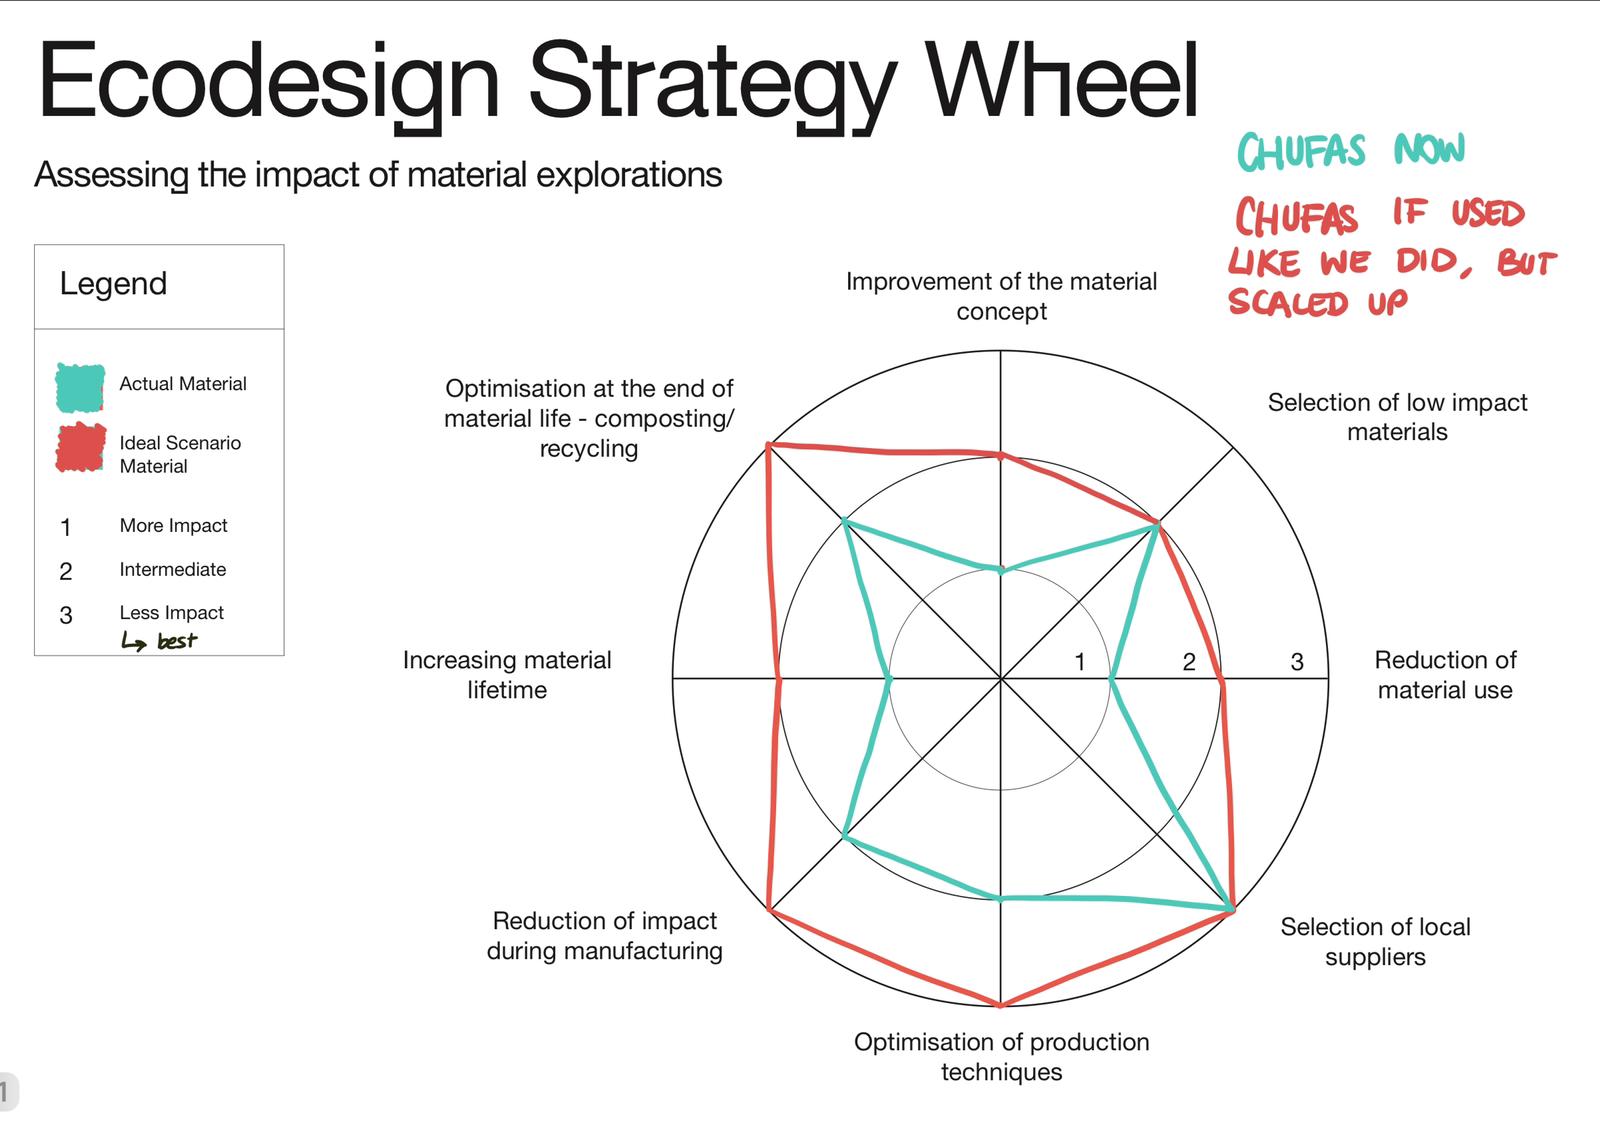 Ecodesign Strategy Wheel
Assessing the impact of material explorations
CHUFAS NOW
CHUFAS IF USED
LIKE WE DID, BUT
SCALED UP
Legend
Actual Material
Ideal Scenario
Material
1 More Impact
2 Intermediate
3 Less Impact
↳ best
Improvement of the material
concept
Selection of low impact
materials
Reduction of
material use
Selection of local
suppliers
Optimisation of production
techniques
Reduction of impact
during manufacturing
Increasing material
lifetime
Optimisation at the end of
material life - composting/
recycling
1 2 3
1